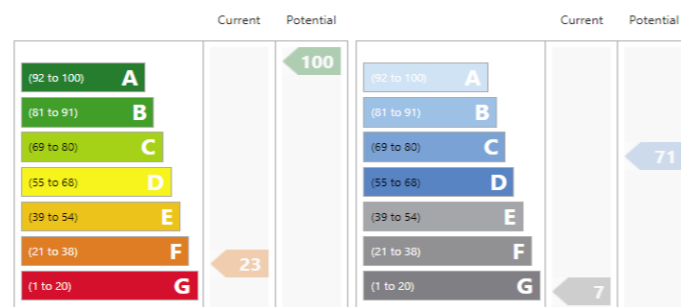 Current Potential Current Potential
100
(92 to 100) A (92 to 100) A
(81 to 91) B (81 to 91) B
(69 to 80) C (69 to 80) C
71
(55 to 68) D (55 to 68) D
(39 to 54) E (39 to 54) E
(21 to 38) F (21 to 38) F
23
(1 to 20) G (1 to 20) G
7